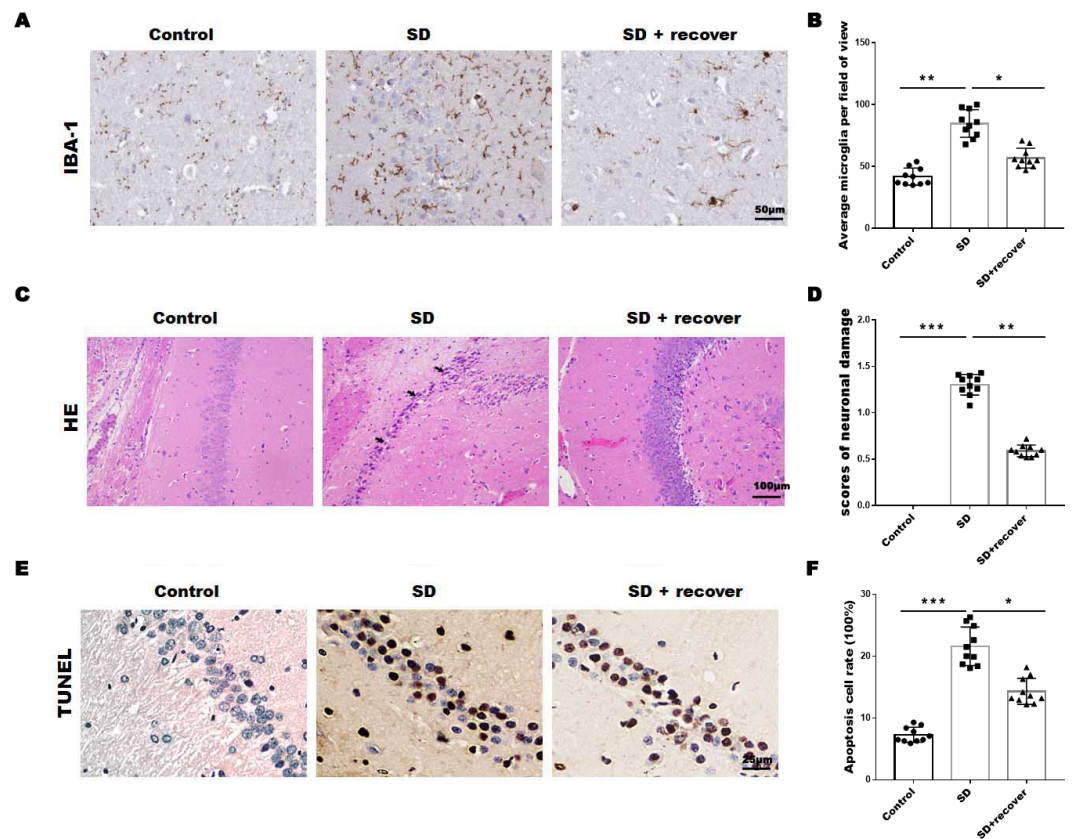 A
Control
SD
SD + recover
IBA-1
50μm
B
Average microglia per field of view
150
100
50
0
**
*
Control
SD
SD+recover
C
Control
SD
SD + recover
HE
100μm
D
scores of neuronal damage
2.0
1.5
1.0
0.5
0.0
***
**
Control
SD
SD+recover
E
Control
SD
SD + recover
TUNEL
25μm
F
Apoptosis cell rate (100%)
30
20
10
0
***
*
Control
SD
SD+recover